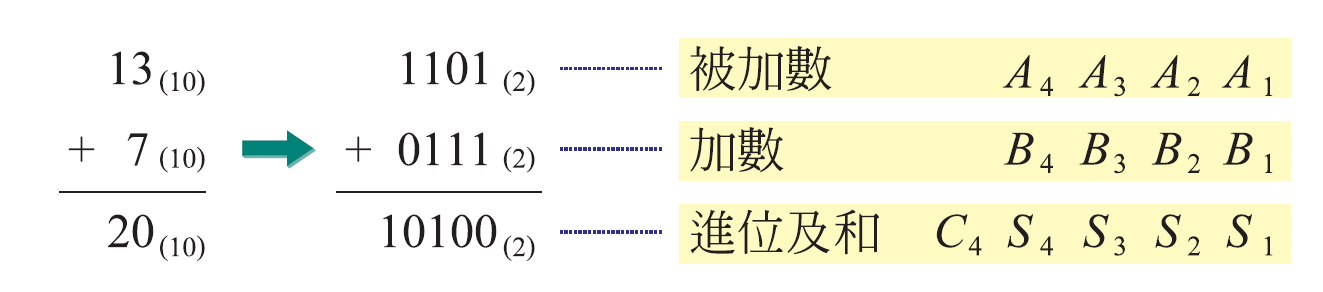 13 (10) 1101 (2) 被加數 A4 A3 A2 A1
+ 7 (10) + 0111 (2) 加數 B4 B3 B2 B1
20 (10) 10100 (2) 進位及和 C4 S4 S3 S2 S1